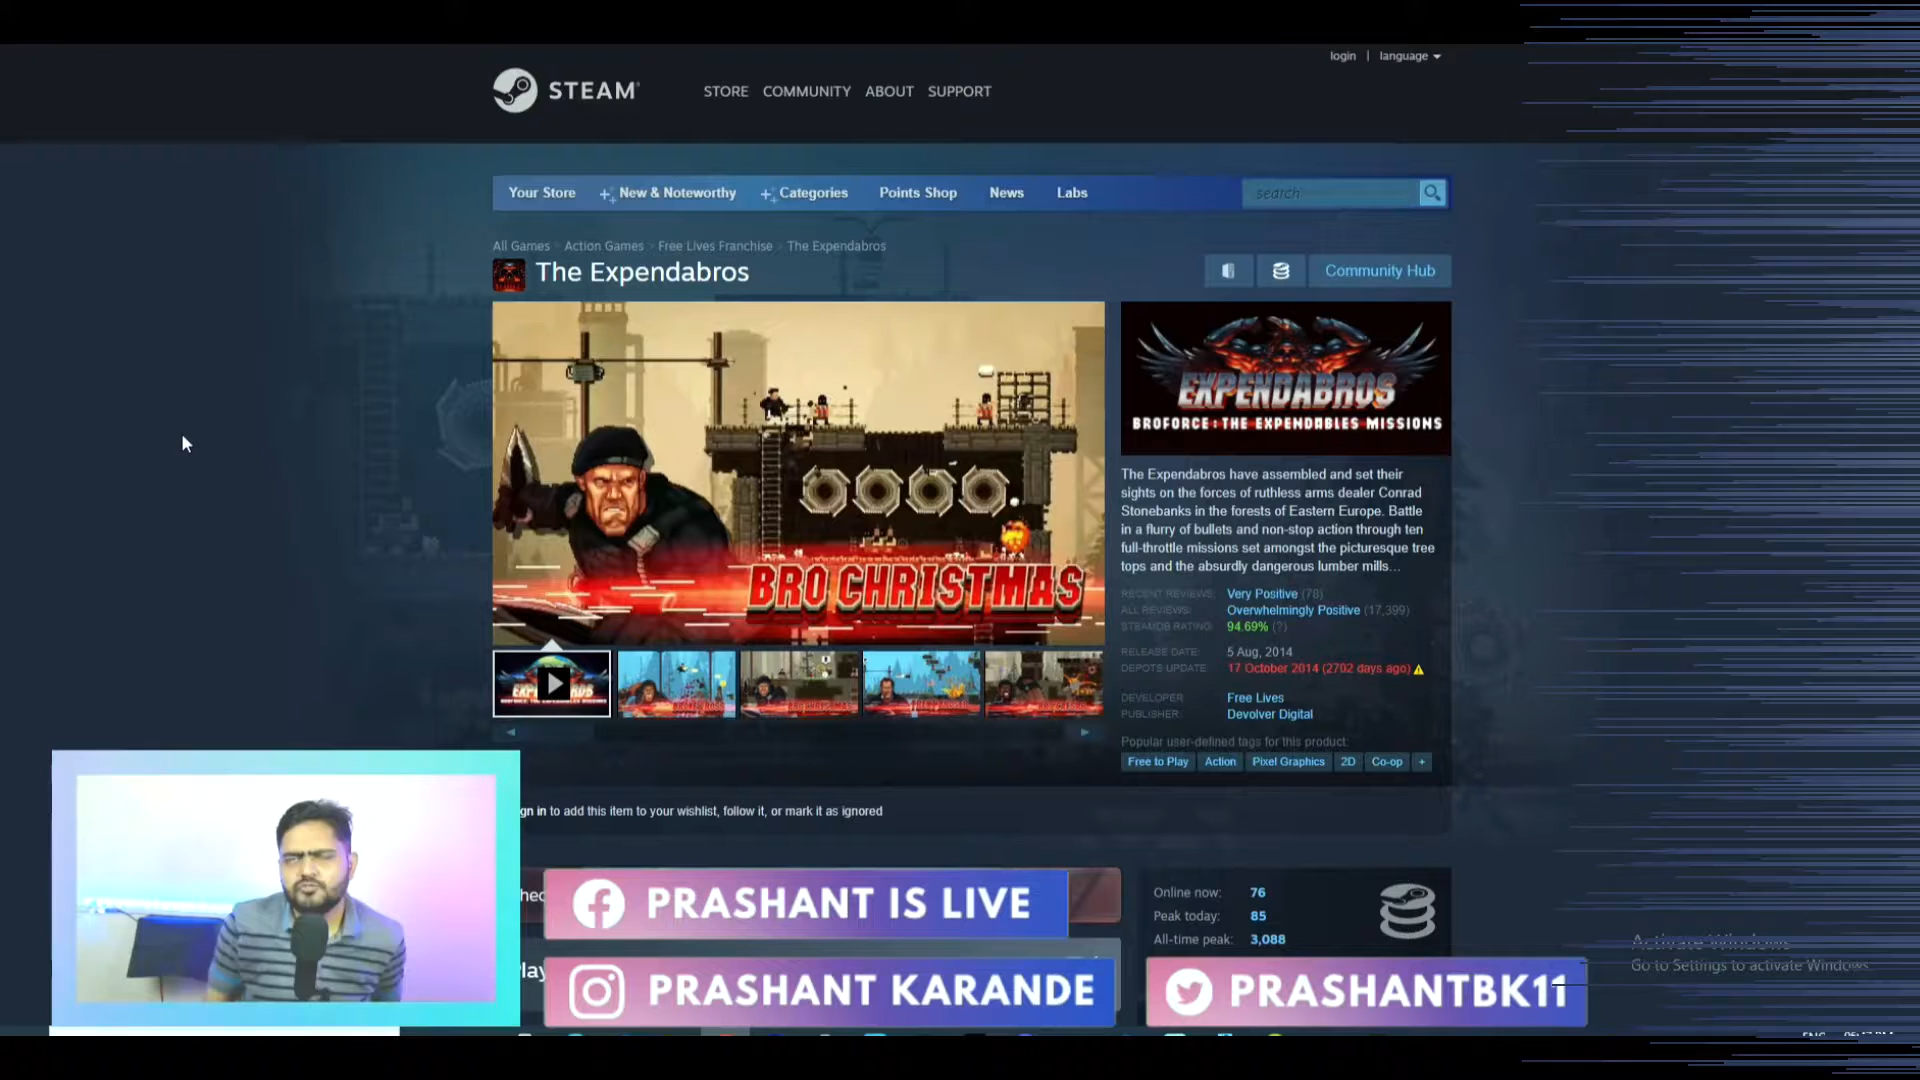 login | language
STEAM
STORE COMMUNITY ABOUT SUPPORT
Your Store New & Noteworthy Categories Points Shop News Labs
search
All Games > Action Games > Free Lives Franchise > The Expendabros
The Expendabros
Community Hub
BRO CHRISTMAS
EXPENDABROS
BROFORCE: THE EXPENDABLES MISSIONS
The Expendabros have assembled and set their
sights on the forces of ruthless arms dealer Conrad
Stonebanks in the forests of Eastern Europe. Battle
in a flurry of bullets and non-stop action through ten
full-throttle missions set amongst the picturesque tree
tops and the absurdly dangerous lumber mills...
RECENT REVIEWS: Very Positive (78)
ALL REVIEWS: Overwhelmingly Positive (17,399)
STEAMDB RATING: 94.69% (?)
RELEASE DATE: 5 Aug, 2014
DEPOTS UPDATE: 17 October 2014 (2702 days ago)
DEVELOPER: Free Lives
PUBLISHER: Devolver Digital
Popular user-defined tags for this product:
Free to Play Action Pixel Graphics 2D Co-op +
gn in to add this item to your wishlist, follow it, or mark it as ignored
PRASHANT IS LIVE
Online now: 76
Peak today: 85
All-time peak: 3,088
Activate Windows
Go to Settings to activate Windows.
Play
PRASHANT KARANDE
PRASHANTBK11